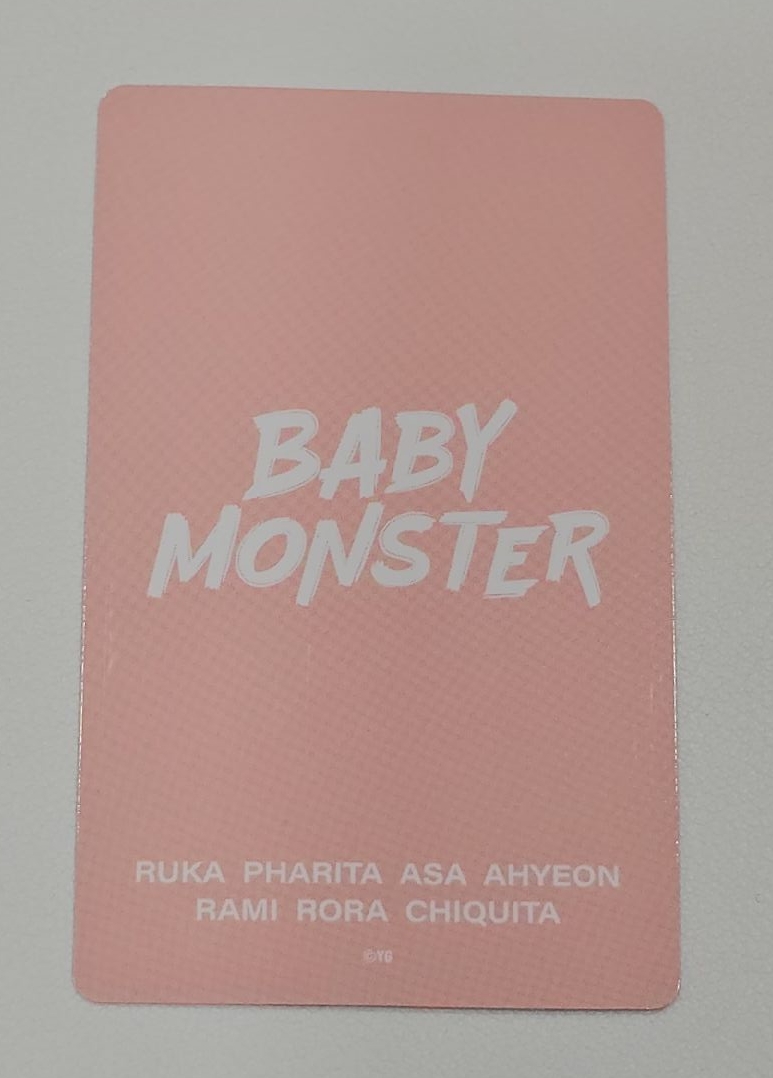 BABY
MONSTER
RUKA PHARITA ASA AHYEON
RAMI RORA CHIQUITA
©YG